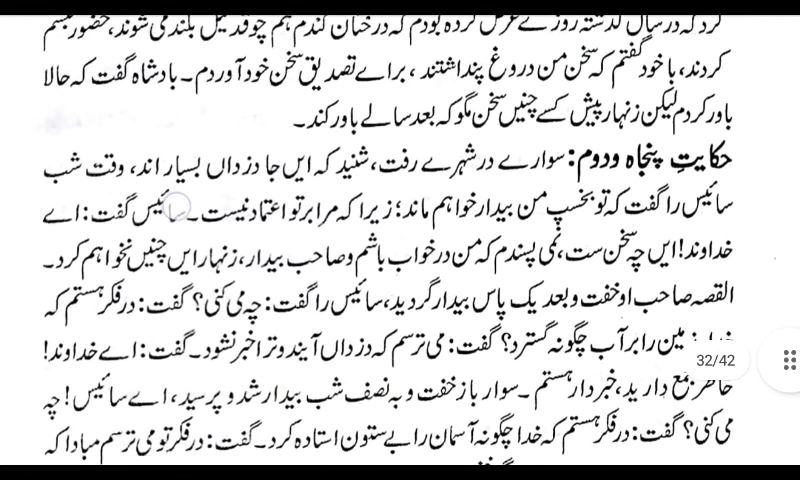 کرد کہ در سال گذشتہ روزے عرض کردہ بودم کہ درختان گندم ہم چو قد فیل بلند می شوند، حضور تبسم
کردند، باخود گفتم کہ سخن من دروغ پنداشتند، براے تصدیق سخن خود آوردم۔ بادشاہ گفت کہ حالا
باور کردم لیکن زنہار پیش کسے چنیں سخن مگو کہ بعد سالے باور کند۔
حکایتِ پنجاہ ودوم: سوارے در شہرے رفت، شنید کہ ایں جا دزداں بسیار اند، وقت شب
سائیس را گفت کہ تو بخسپ من بیدار خواہم ماند؛ زیرا کہ مرا بر تو اعتماد نیست۔ سائیس گفت: اے
خداوند! ایں چہ سخن ست، نمی پسندم کہ من در خواب باشم و صاحب بیدار، زنہار ایں چنیں نخواہم کرد۔
القصہ صاحب او خفت و بعد یک پاس بیدار گردید، سائیس را گفت: چہ می کنی؟ گفت: در فکر ہستم کہ
را بر آب چگونہ گسترد؟ گفت: می ترسم کہ دزداں آیند و ترا خبر نشود۔ گفت: اے خداوند!
جمع دارید، خبردار ہستم۔ سوار باز خفت و بہ نصف شب بیدار شد و پرسید، اے سائیس! چہ
می کنی؟ گفت: در فکر ہستم کہ خدا چگونہ آسمان را بے ستون استادہ کرد۔ گفت: در فکر تو می ترسم مبادا کہ
32/42